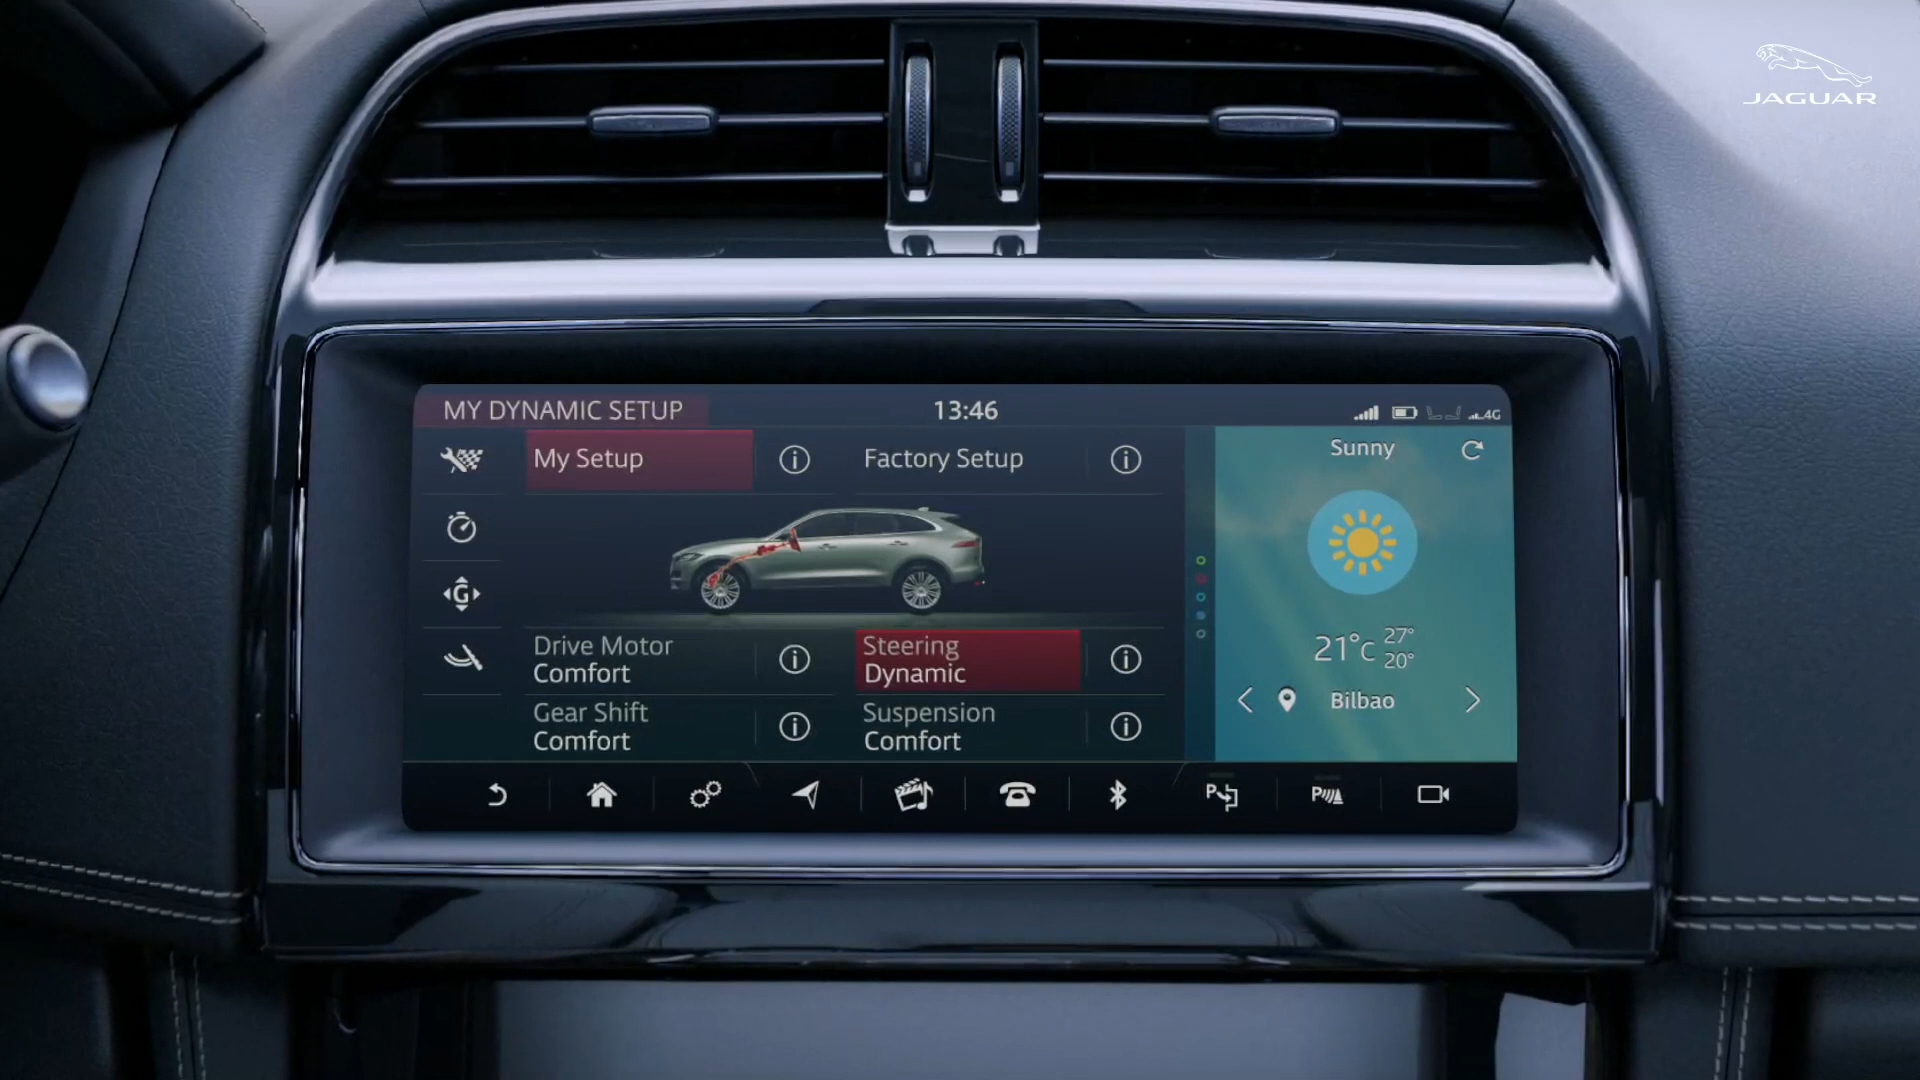 JAGUAR
MY DYNAMIC SETUP
13:46
4G
My Setup
Factory Setup
Sunny
G
21°C
27°
20°
Drive Motor
Comfort
Steering
Dynamic
Bilbao
Gear Shift
Comfort
Suspension
Comfort
P
P